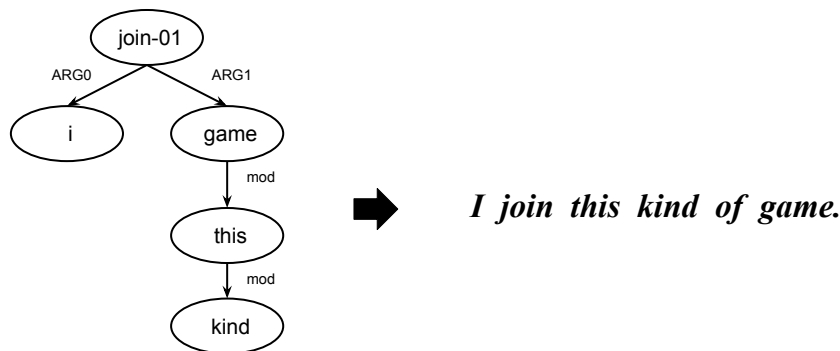 join-01
ARG0 ARG1
i game
mod
this
mod
kind
I join this kind of game.